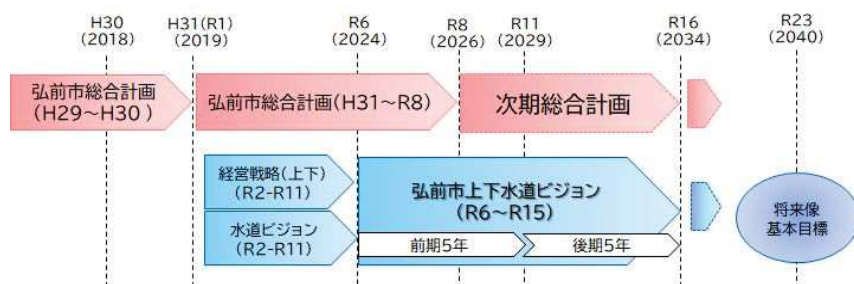 H30
(2018)
H31(R1)
(2019)
R6
(2024)
R8
(2026)
R11
(2029)
R16
(2034)
R23
(2040)
弘前市総合計画
(H29~H30 )
弘前市総合計画(H31~R8)
次期総合計画
経営戦略(上下)
(R2-R11)
水道ビジョン
(R2-R11)
弘前市上下水道ビジョン
(R6~R15)
前期5年
後期5年
将来像
基本目標